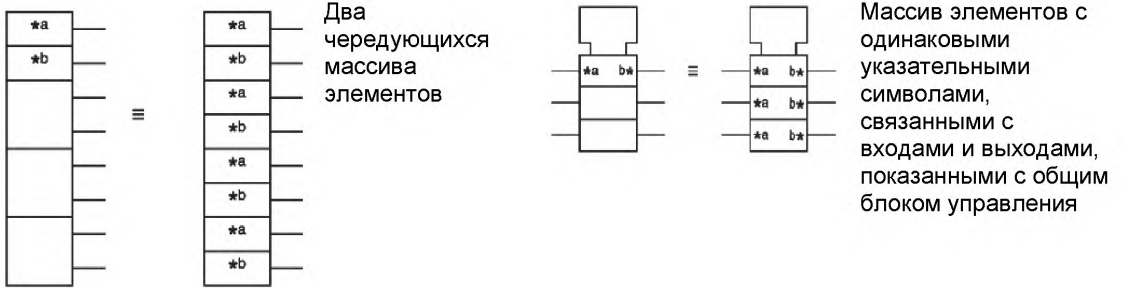 *a
*b
≡
*a
*b
*a
*b
*a
*b
*a
*b
Два
чередующихся
массива
элементов
*a b*
≡
*a b*
*a b*
*a b*
Массив элементов с
одинаковыми
указательными
символами,
связанными с
входами и выходами,
показанными с общим
блоком управления